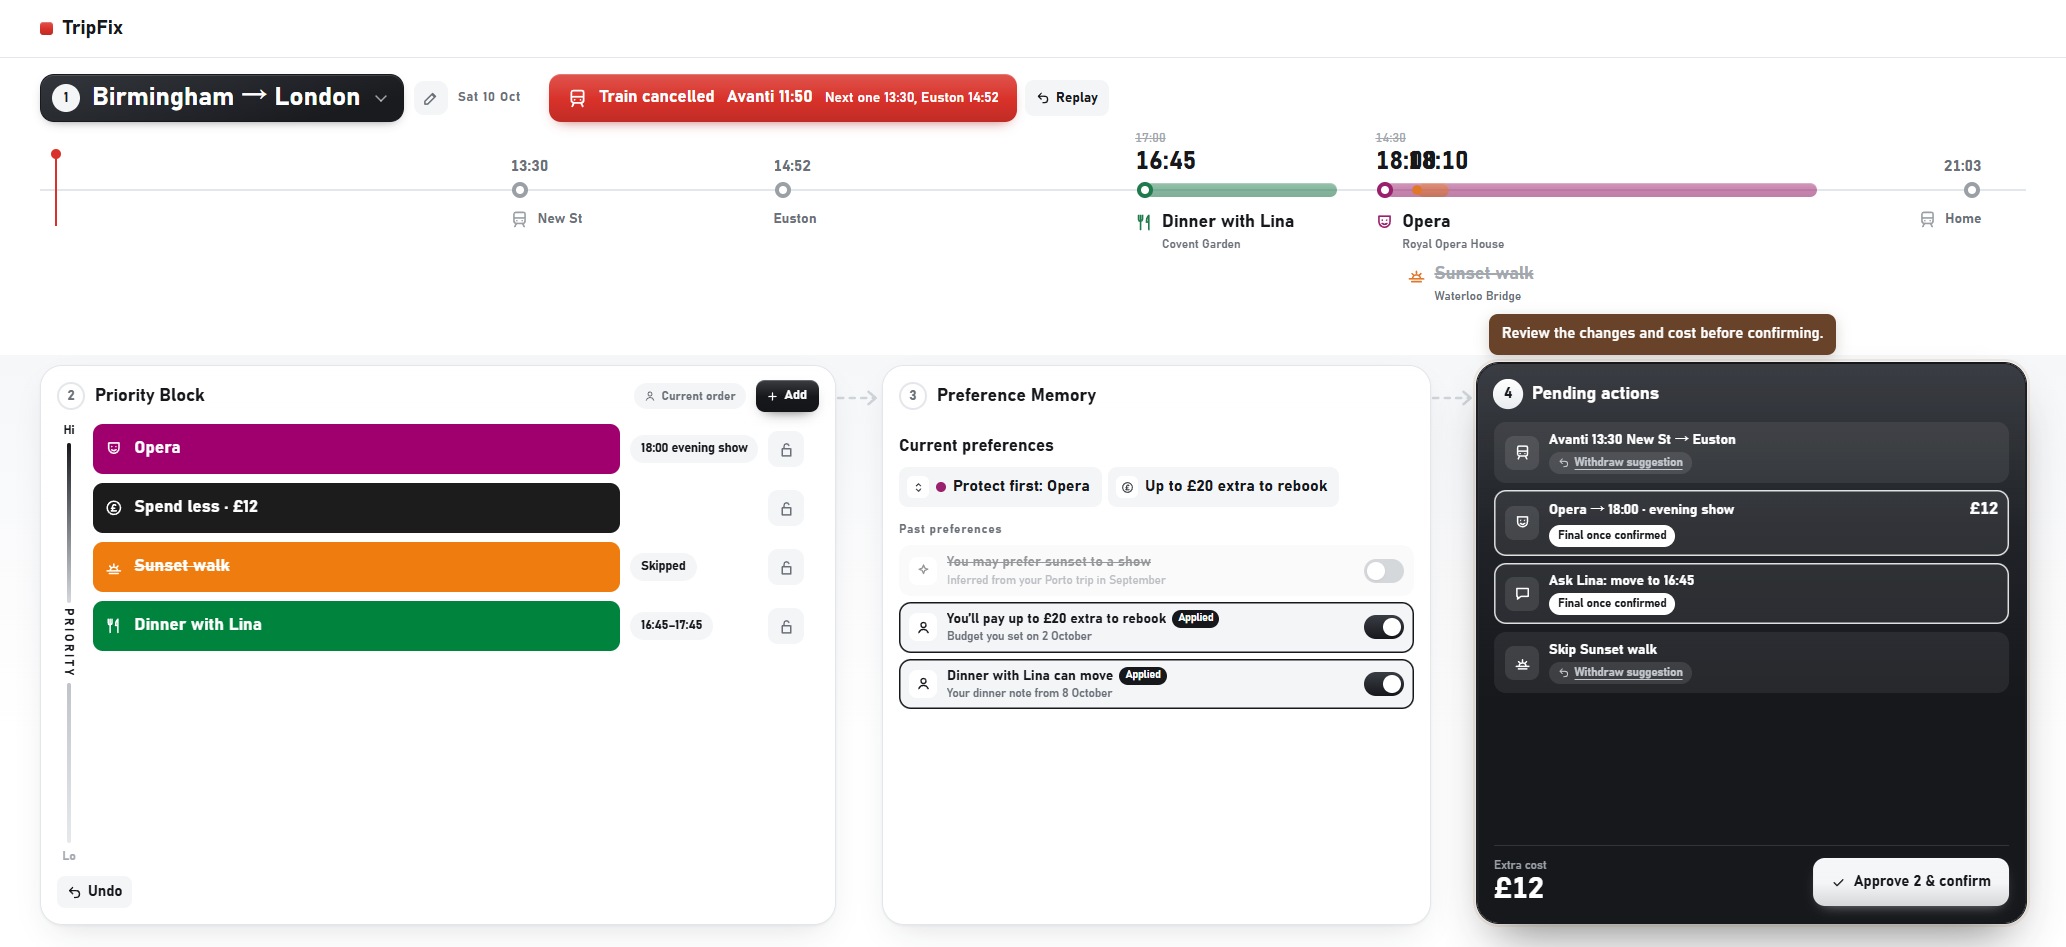 TripFix
1 Birmingham → London
Sat 10 Oct
Train cancelled Avanti 11:50 Next one 13:30, Euston 14:52
Replay
17:00
16:45
14:30
18:00
18:10
13:30
14:52
21:03
New St
Euston
Dinner with Lina
Covent Garden
Opera
Royal Opera House
Home
Sunset walk
Waterloo Bridge
Review the changes and cost before confirming.
2 Priority Block
Current order
+ Add
Hi
PRIORITY
Lo
Opera
18:00 evening show
Spend less · £12
Sunset walk
Skipped
Dinner with Lina
16:45–17:45
Undo
3 Preference Memory
Current preferences
Protect first: Opera
Up to £20 extra to rebook
Past preferences
You may prefer sunset to a show
Inferred from your Porto trip in September
You'll pay up to £20 extra to rebook Applied
Budget you set on 2 October
Dinner with Lina can move Applied
Your dinner note from 8 October
4 Pending actions
Avanti 13:30 New St → Euston
Withdraw suggestion
Opera → 18:00 · evening show £12
Final once confirmed
Ask Lina: move to 16:45
Final once confirmed
Skip Sunset walk
Withdraw suggestion
Extra cost
£12
Approve 2 & confirm